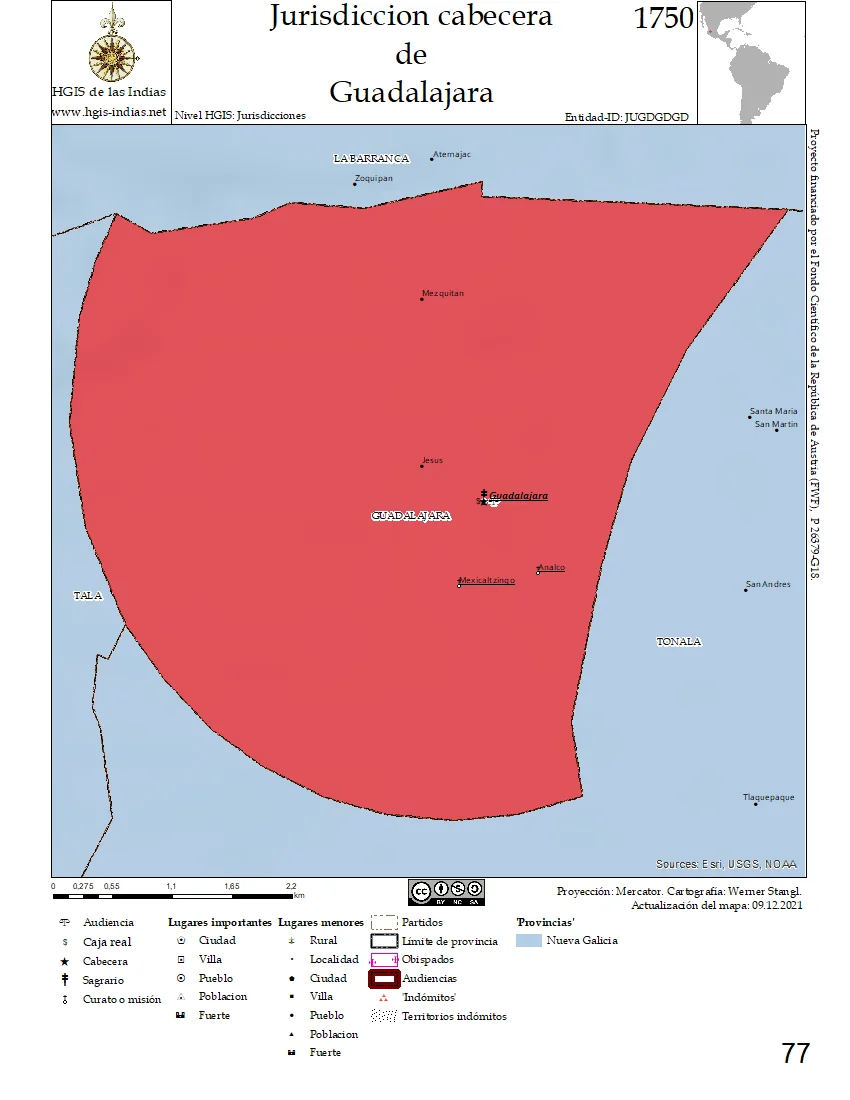 Jurisdiccion cabecera
de
Guadalajara
1750
HGIS de las Indias
www.hgis-indias.net
Nivel HGIS: Jurisdicciones
Entidad-ID: JUGDGDGD
LA BARRANCA
Atemajac
Zoquipan
Mezquitan
Santa Maria
San Martin
Jesus
Guadalajara
GUADALAJARA
Analco
Mexicaltzingo
San Andres
TALA
TONALA
Tlaquepaque
Sources: Esri, USGS, NOAA
Proyecto financiado por el Fondo Científico de la República de Austria (FWF), P 26379-G18.
0 0,275 0,55 1,1 1,65 2,2
km
cc
BY NC SA
Proyección: Mercator. Cartografía: Werner Stangl.
Actualización del mapa: 09.12.2021
Audiencia
Caja real
Cabecera
Sagrario
Curato o misión
Lugares importantes
Ciudad
Villa
Pueblo
Poblacion
Fuerte
Lugares menores
Rural
Localidad
Ciudad
Villa
Pueblo
Poblacion
Fuerte
Partidos
Límite de provincia
Obispados
Audiencias
'Indómitos'
Territorios indómitos
'Provincias'
Nueva Galicia
77